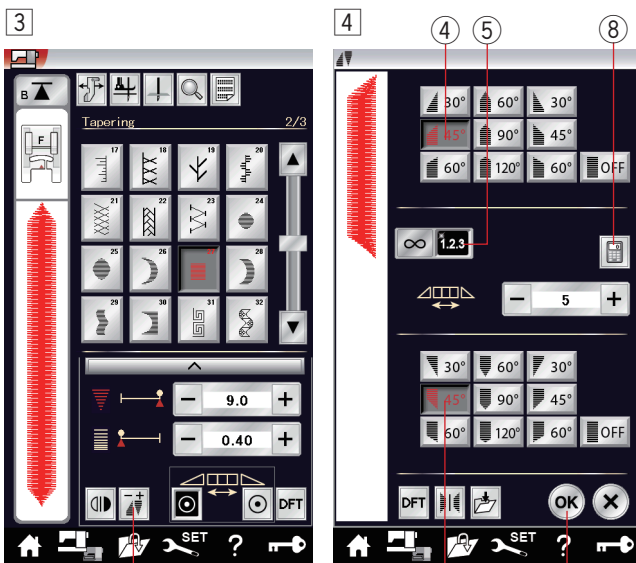 3
B
F
Tapering 2/3
17 18 19 20
21 22 23 24
25 26 27 28
29 30 31 32
− 9.0 +
− 0.40 +
− +
DFT
SET ?
4
④ ⑤ ⑧
30° 60° 30°
45° 90° 45°
60° 120° 60° OFF
∞ 1.2.3
− 5 +
30° 60° 30°
45° 90° 45°
60° 120° 60° OFF
DFT OK ×
SET ?